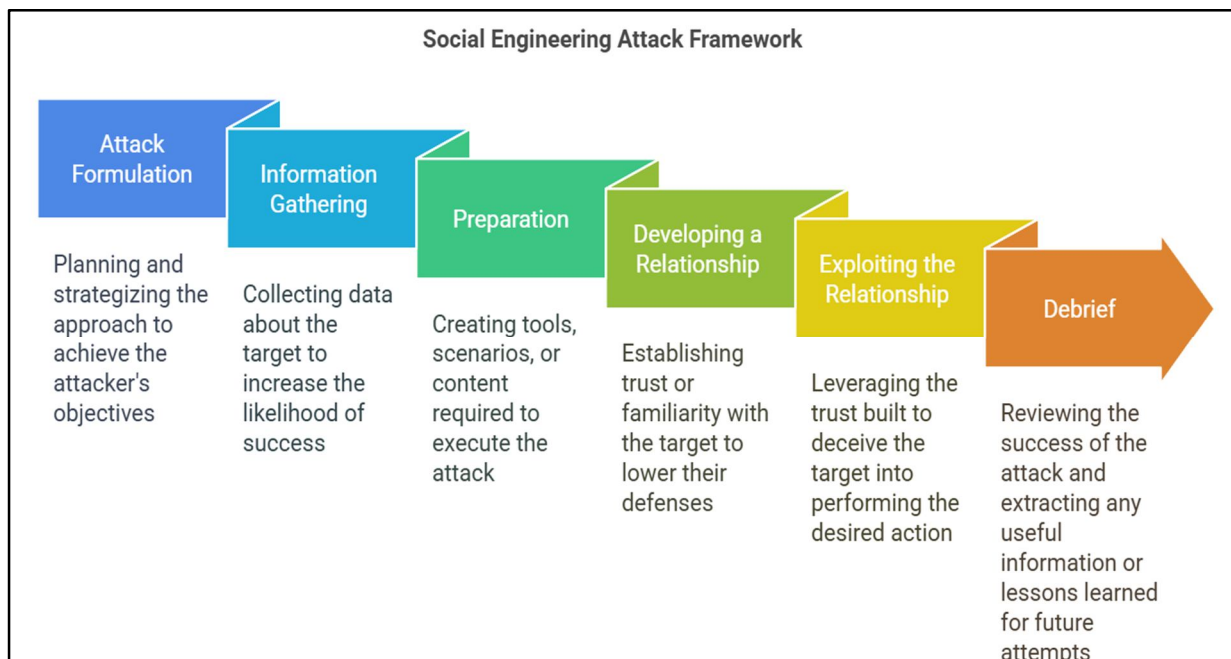 Social Engineering Attack Framework
Attack
Formulation
Planning and
strategizing the
approach to
achieve the
attacker's
objectives
Information
Gathering
Collecting data
about the
target to
increase the
likelihood of
success
Preparation
Creating tools,
scenarios, or
content
required to
execute the
attack
Developing a
Relationship
Establishing
trust or
familiarity with
the target to
lower their
defenses
Exploiting the
Relationship
Leveraging the
trust built to
deceive the
target into
performing the
desired action
Debrief
Reviewing the
success of the
attack and
extracting any
useful
information or
lessons learned
for future
attempts